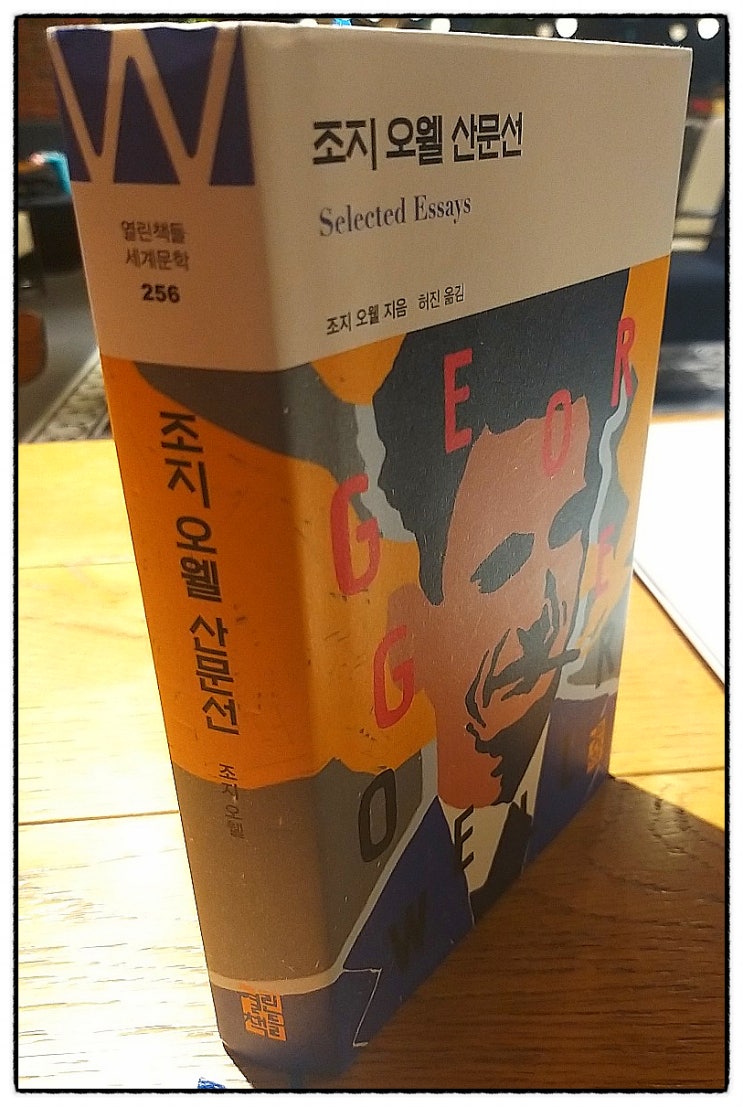 W
열린책들
세계문학
256
조지 오웰 산문선
조지 오웰
열린
책들
조지 오웰 산문선
Selected Essays
조지 오웰 지음 허진 옮김
G E O R
G E
O W E L